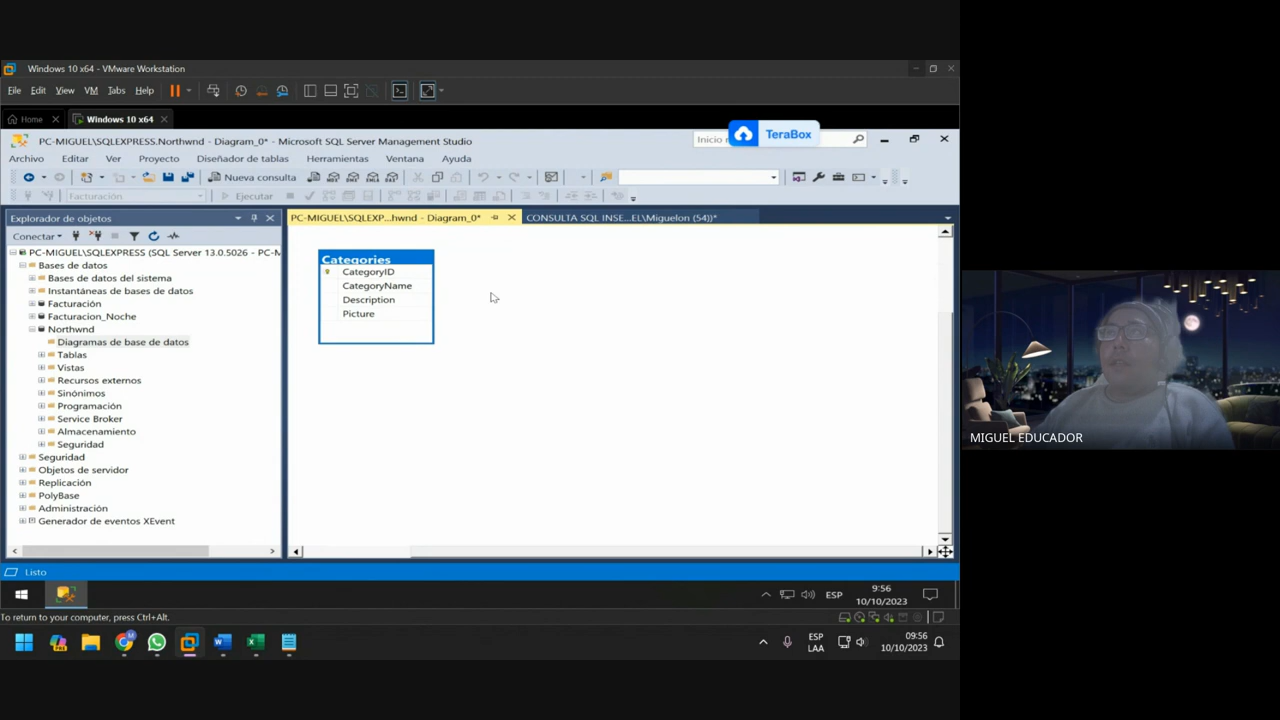 Windows 10 x64 - VMware Workstation
File Edit View VM Tabs Help
Home Windows 10 x64
PC-MIGUEL\SQLEXPRESS.Northwnd - Diagram_0* - Microsoft SQL Server Management Studio
Inicio
TeraBox
Archivo Editar Ver Proyecto Diseñador de tablas Herramientas Ventana Ayuda
Nueva consulta
Facturación Ejecutar
Explorador de objetos
PC-MIGUEL\SQLEXP...hwnd - Diagram_0* CONSULTA SQL INSE...EL\Miguelon (54))*
Conectar
PC-MIGUEL\SQLEXPRESS (SQL Server 13.0.5026 - PC-M
Bases de datos
Bases de datos del sistema
Instantáneas de bases de datos
Facturación
Facturacion_Noche
Northwnd
Diagramas de base de datos
Tablas
Vistas
Recursos externos
Sinónimos
Programación
Service Broker
Almacenamiento
Seguridad
Seguridad
Objetos de servidor
Replicación
PolyBase
Administración
Generador de eventos XEvent
Categories
CategoryID
CategoryName
Description
Picture
MIGUEL EDUCADOR
Listo
ESP
9:56
10/10/2023
To return to your computer, press Ctrl+Alt.
ESP
LAA
09:56
10/10/2023